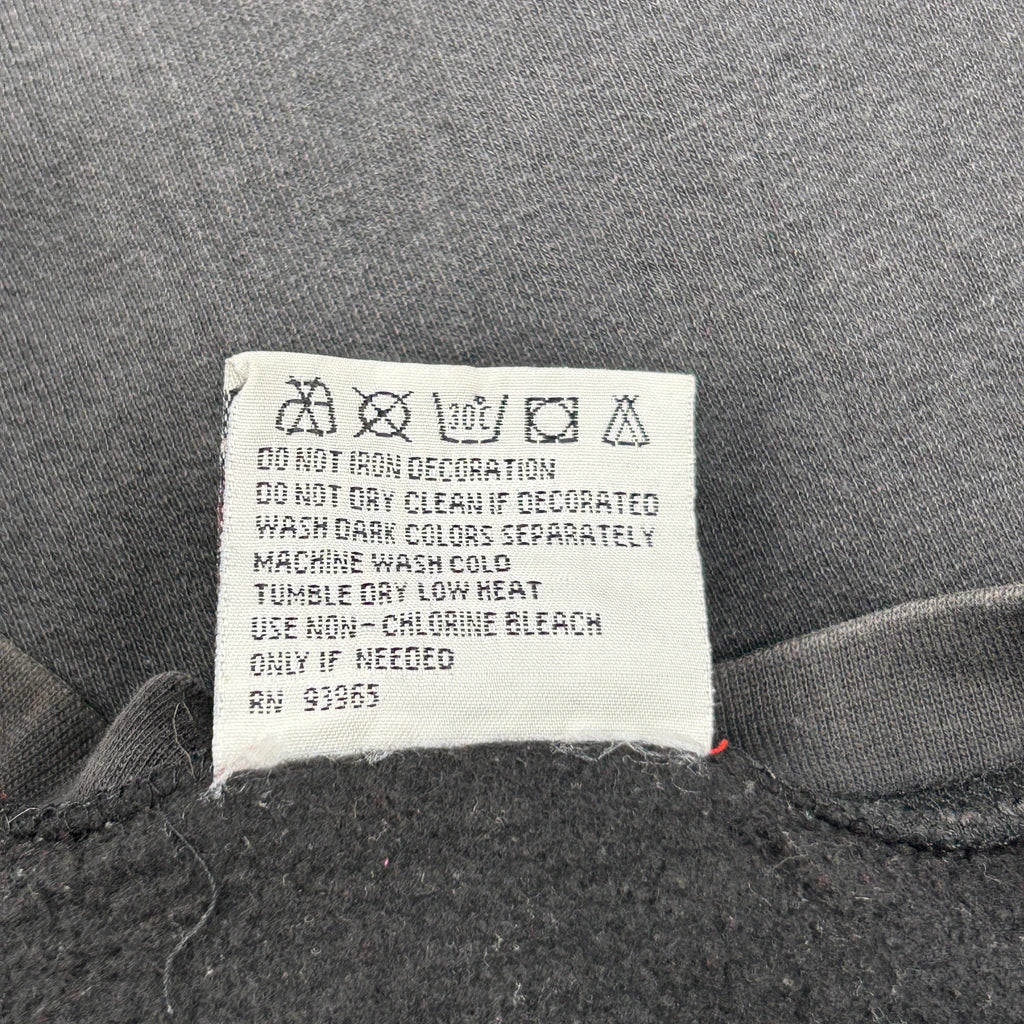 30°C
DO NOT IRON DECORATION
DO NOT DRY CLEAN IF DECORATED
WASH DARK COLORS SEPARATELY
MACHINE WASH COLD
TUMBLE DRY LOW HEAT
USE NON-CHLORINE BLEACH
ONLY IF NEEDED
RN 93965